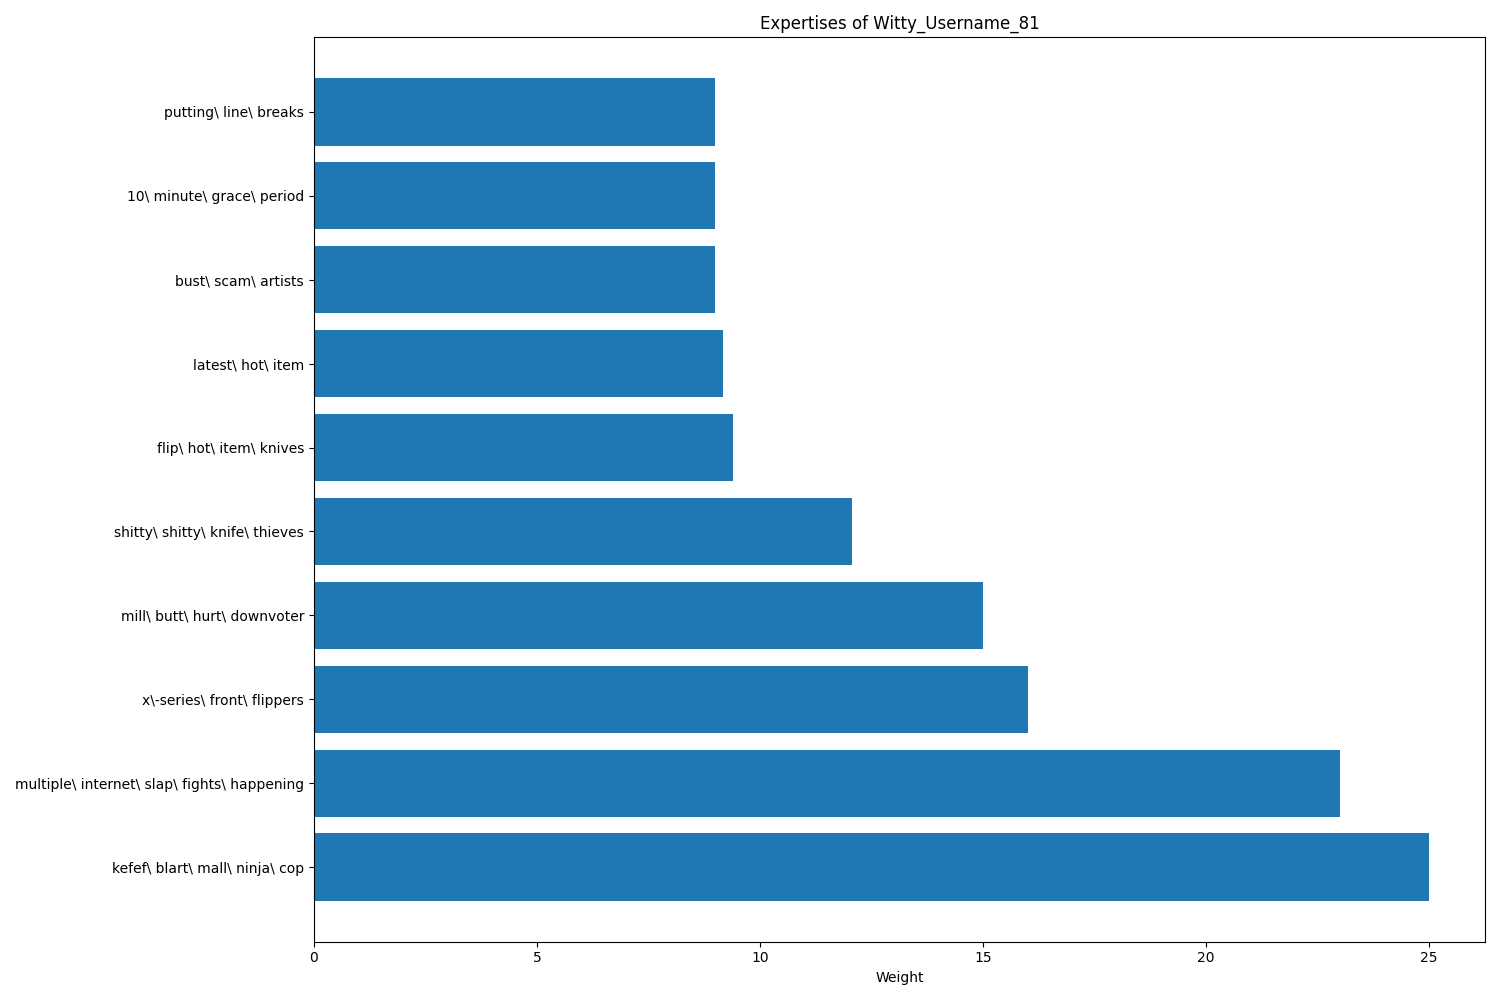 Expertises of Witty_Username_81
putting\ line\ breaks
10\ minute\ grace\ period
bust\ scam\ artists
latest\ hot\ item
flip\ hot\ item\ knives
shitty\ shitty\ knife\ thieves
mill\ butt\ hurt\ downvoter
x\-series\ front\ flippers
multiple\ internet\ slap\ fights\ happening
kefef\ blart\ mall\ ninja\ cop
0 5 10 15 20 25
Weight